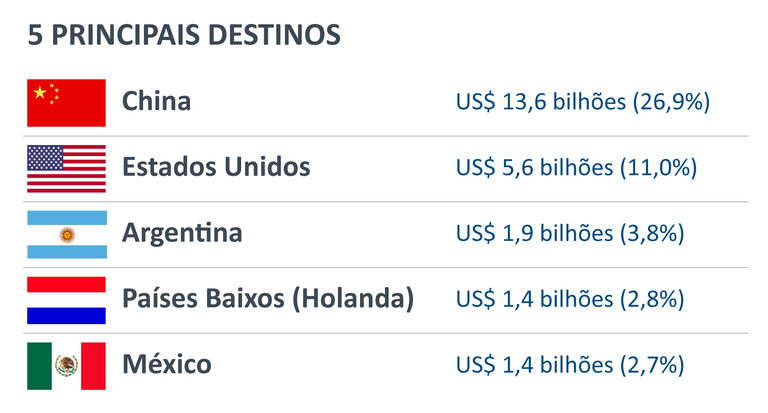 5 PRINCIPAIS DESTINOS
China US$ 13,6 bilhões (26,9%)
Estados Unidos US$ 5,6 bilhões (11,0%)
Argentina US$ 1,9 bilhões (3,8%)
Países Baixos (Holanda) US$ 1,4 bilhões (2,8%)
México US$ 1,4 bilhões (2,7%)